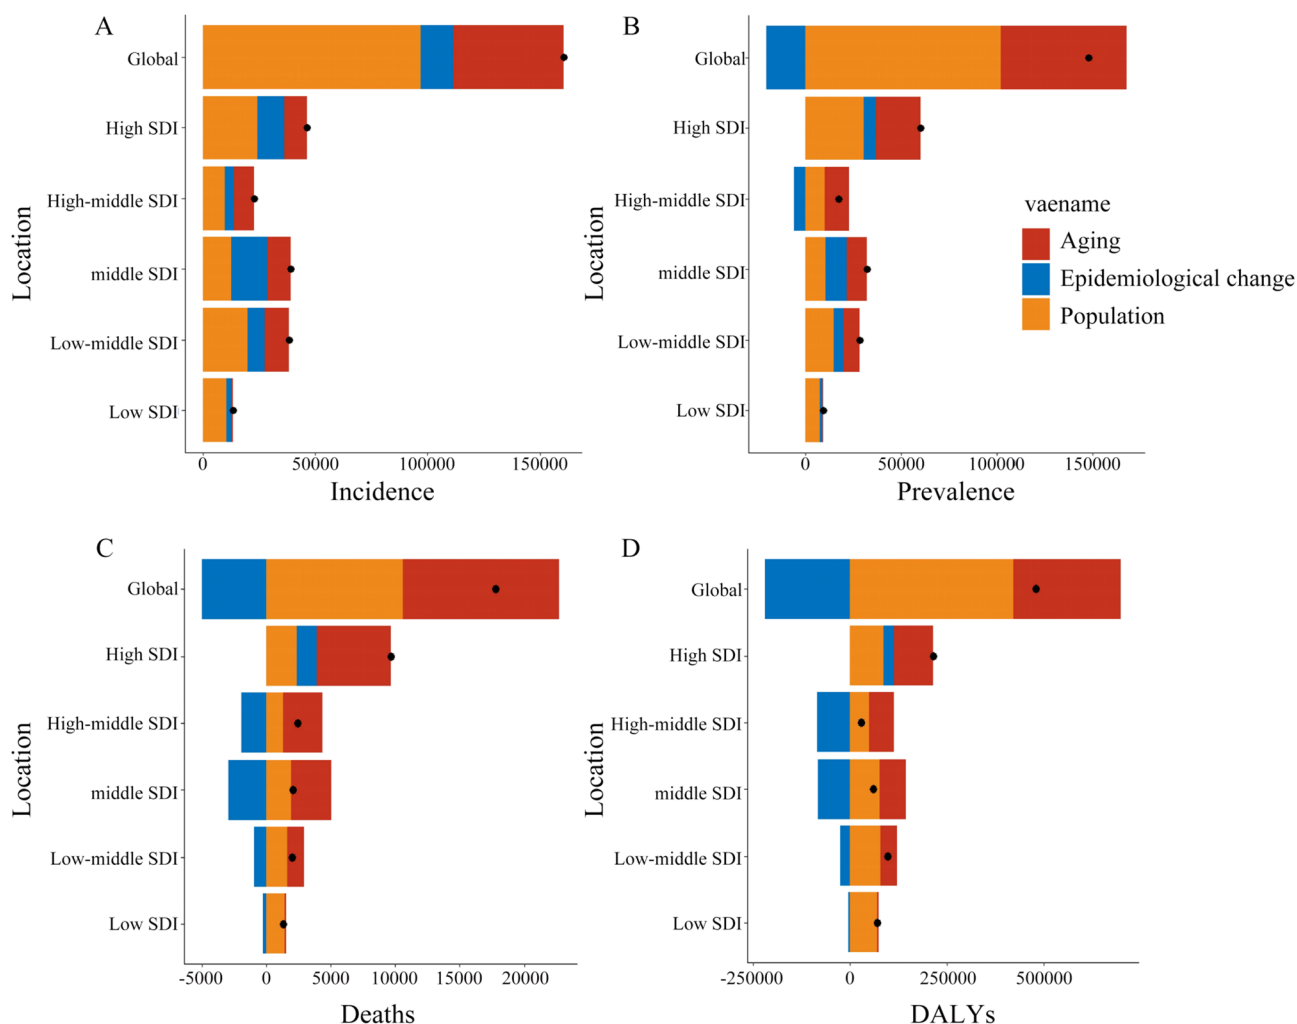 A
Location
Global
High SDI
High-middle SDI
middle SDI
Low-middle SDI
Low SDI
0 50000 100000 150000
Incidence
B
Location
Global
High SDI
High-middle SDI
middle SDI
Low-middle SDI
Low SDI
0 50000 100000 150000
Prevalence
vaename
Aging
Epidemiological change
Population
C
Location
Global
High SDI
High-middle SDI
middle SDI
Low-middle SDI
Low SDI
-5000 0 5000 10000 15000 20000
Deaths
D
Location
Global
High SDI
High-middle SDI
middle SDI
Low-middle SDI
Low SDI
-250000 0 250000 500000
DALYs